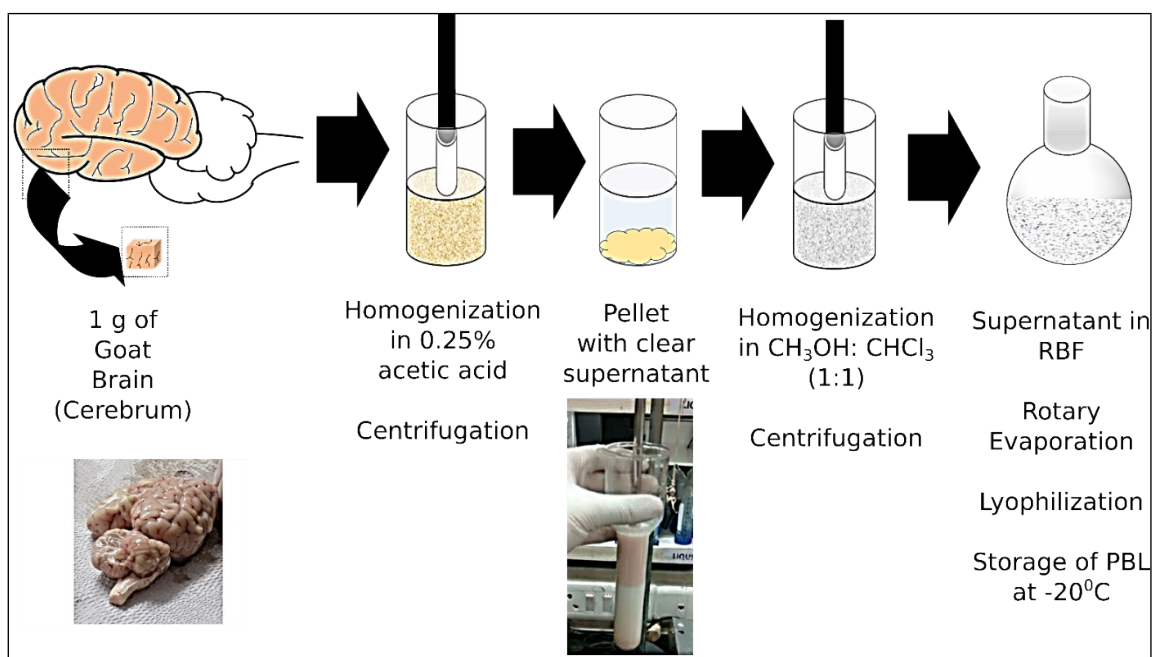 1 g of
Goat
Brain
(Cerebrum)
Homogenization
in 0.25%
acetic acid
Centrifugation
Pellet
with clear
supernatant
Homogenization
in CH₃OH: CHCl₃
(1:1)
Centrifugation
Supernatant in
RBF
Rotary
Evaporation
Lyophilization
Storage of PBL
at -20⁰C